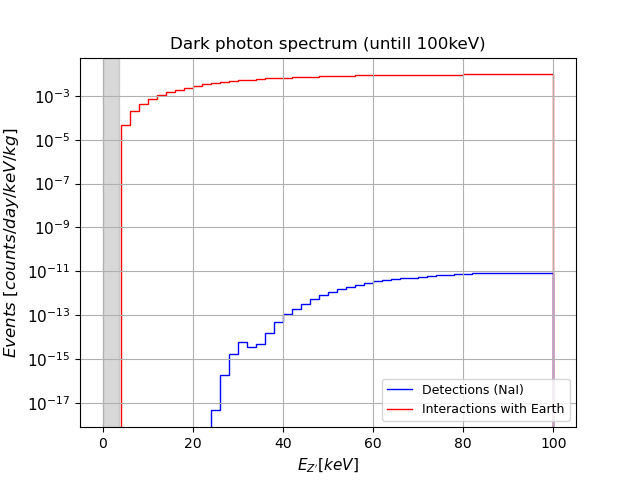 Dark photon spectrum (untill 100keV)
Events [counts/day/keV/kg]
10⁻³
10⁻⁵
10⁻⁷
10⁻⁹
10⁻¹¹
10⁻¹³
10⁻¹⁵
10⁻¹⁷
Detections (NaI)
Interactions with Earth
0 20 40 60 80 100
E_{Z'}[keV]